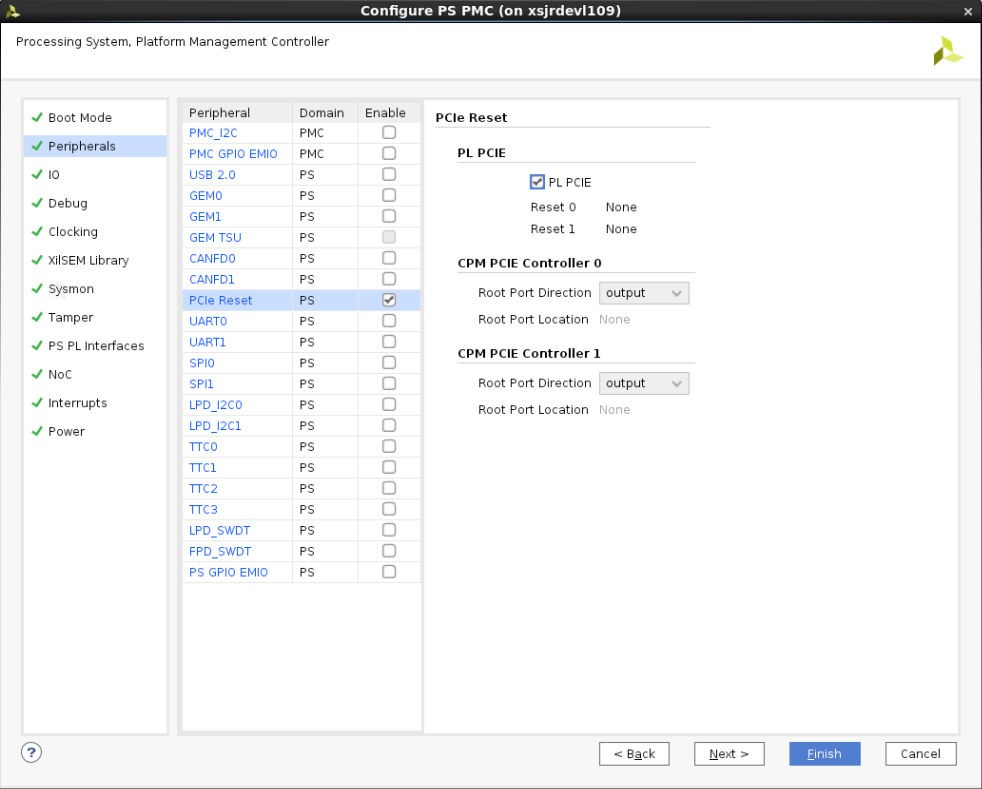 Configure PS PMC (on xsjrdevl109)
Processing System, Platform Management Controller
Boot Mode
Peripherals
IO
Debug
Clocking
XilSEM Library
Sysmon
Tamper
PS PL Interfaces
NoC
Interrupts
Power
Peripheral Domain Enable
PMC_I2C PMC
PMC GPIO EMIO PMC
USB 2.0 PS
GEM0 PS
GEM1 PS
GEM TSU PS
CANFD0 PS
CANFD1 PS
PCIe Reset PS
UART0 PS
UART1 PS
SPI0 PS
SPI1 PS
LPD_I2C0 PS
LPD_I2C1 PS
TTC0 PS
TTC1 PS
TTC2 PS
TTC3 PS
LPD_SWDT PS
FPD_SWDT PS
PS GPIO EMIO PS
PCIe Reset
PL PCIE
PL PCIE
Reset 0 None
Reset 1 None
CPM PCIE Controller 0
Root Port Direction output
Root Port Location None
CPM PCIE Controller 1
Root Port Direction output
Root Port Location None
? < Back Next > Finish Cancel